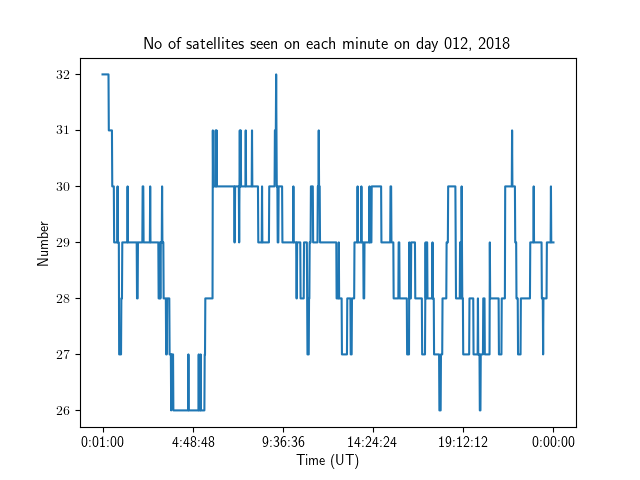 No of satellites seen on each minute on day 012, 2018
32
31
30
29
28
27
26
Number
0:01:00 4:48:48 9:36:36 14:24:24 19:12:12 0:00:00
Time (UT)